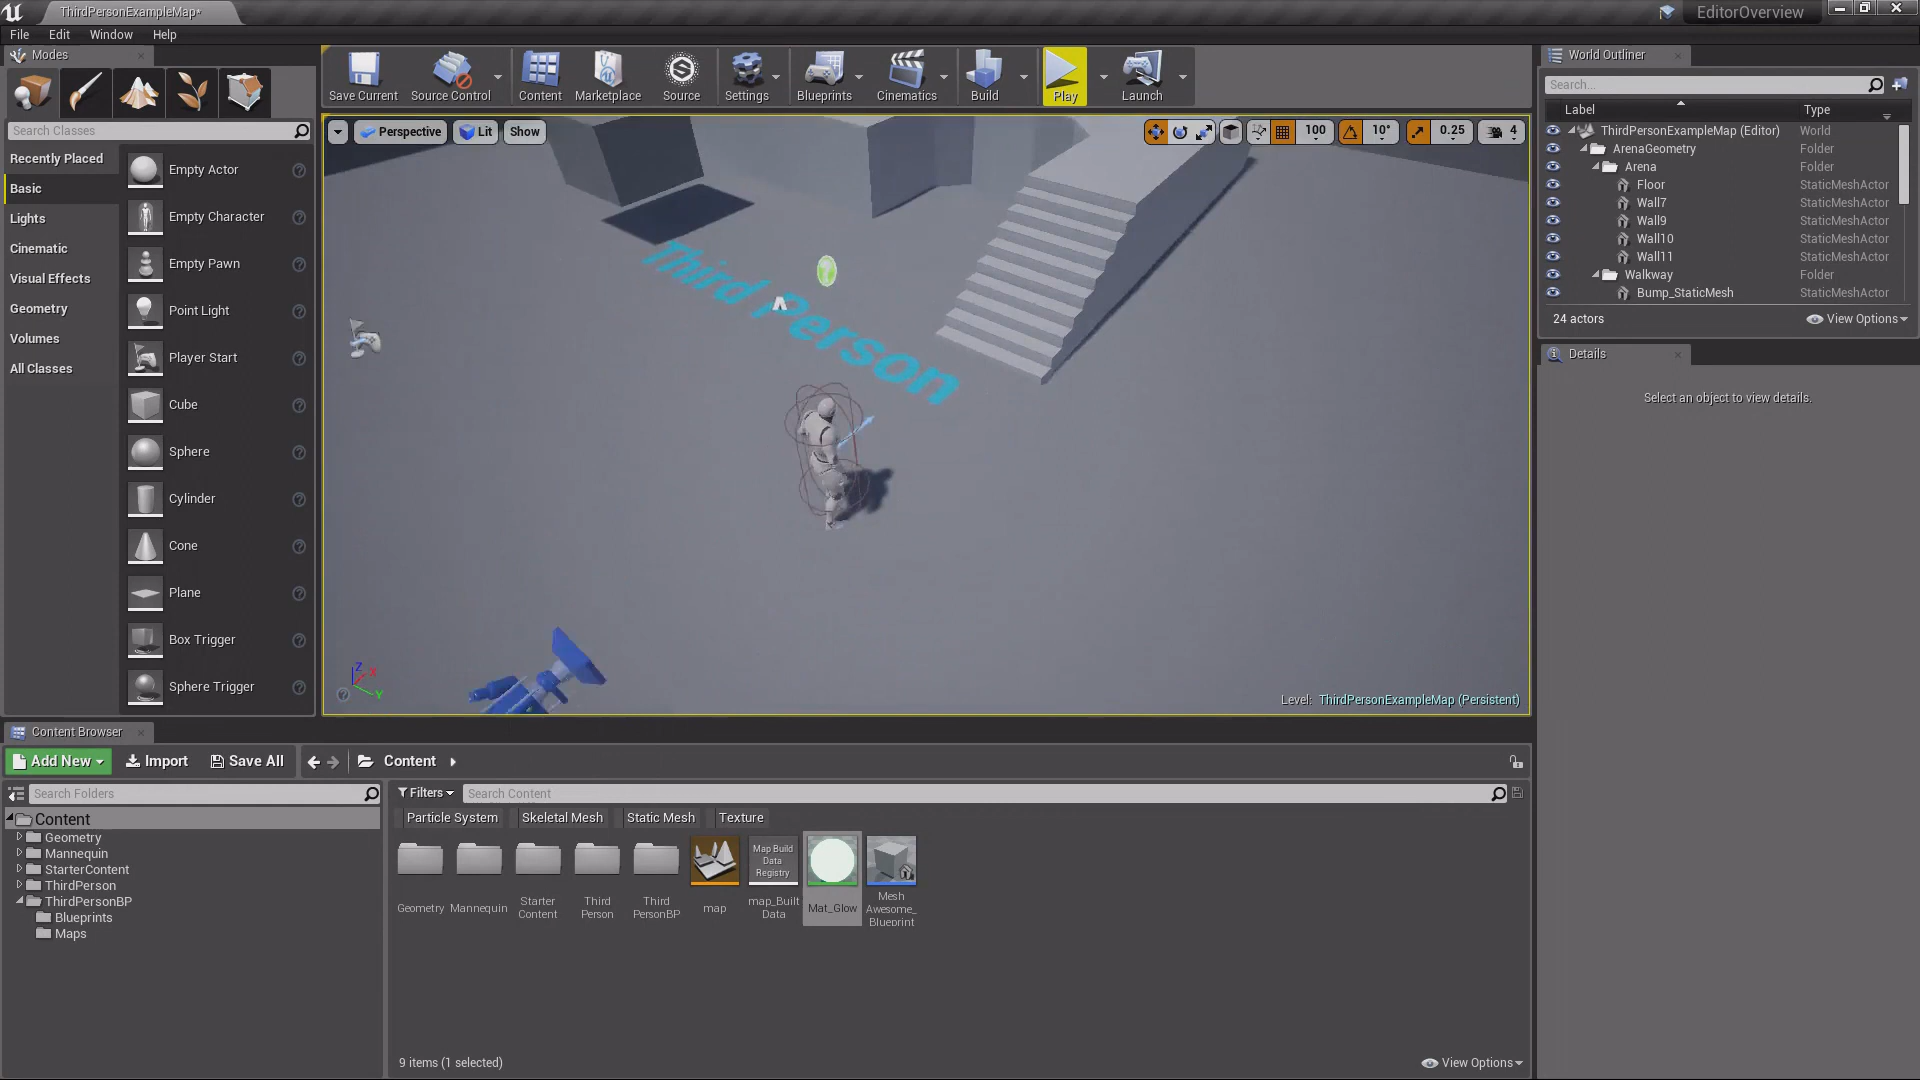 ThirdPersonExampleMap*
EditorOverview
File Edit Window Help
Modes
Search Classes
Recently Placed
Basic
Lights
Cinematic
Visual Effects
Geometry
Volumes
All Classes
Empty Actor
Empty Character
Empty Pawn
Point Light
Player Start
Cube
Sphere
Cylinder
Cone
Plane
Box Trigger
Sphere Trigger
Save Current
Source Control
Content
Marketplace
Source
Settings
Blueprints
Cinematics
Build
Play
Launch
Perspective
Lit
Show
100
10°
0.25
4
Third Person
Z
X
Y
Level: ThirdPersonExampleMap (Persistent)
World Outliner
Search...
Label Type
ThirdPersonExampleMap (Editor) World
ArenaGeometry Folder
Arena Folder
Floor StaticMeshActor
Wall7 StaticMeshActor
Wall9 StaticMeshActor
Wall10 StaticMeshActor
Wall11 StaticMeshActor
Walkway Folder
Bump_StaticMesh StaticMeshActor
24 actors
View Options
Details
Select an object to view details.
Content Browser
Add New
Import
Save All
Content
Search Folders
Content
Geometry
Mannequin
StarterContent
ThirdPerson
ThirdPersonBP
Blueprints
Maps
Filters
Search Content
Particle System
Skeletal Mesh
Static Mesh
Texture
Geometry
Mannequin
Starter
Content
Third
Person
Third
PersonBP
map
Map Build
Data
Registry
map_Built
Data
Mat_Glow
Mesh
Awesome_
Blueprint
9 items (1 selected)
View Options